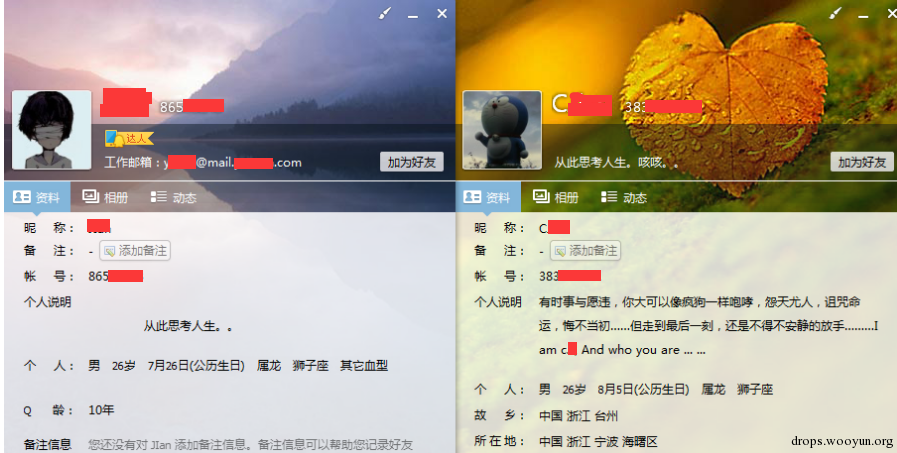 865
达人
工作邮箱：y @mail. .com
加为好友
资料 相册 动态
昵 称：
备 注： - 添加备注
帐 号： 865
个人说明
从此思考人生。。
个 人： 男 26岁 7月26日(公历生日) 属龙 狮子座 其它血型
Q 龄： 10年
备注信息 您还没有对 JIan 添加备注信息。备注信息可以帮助您记录好友
C 383
从此思考人生。咳咳。。
加为好友
资料 相册 动态
昵 称： C
备 注： - 添加备注
帐 号： 383
个人说明 有时事与愿违，你大可以像疯狗一样咆哮，怨天尤人，诅咒命
运，悔不当初……但走到最后一刻，还是不得不安静的放手………I
am c And who you are ... ...
个 人： 男 26岁 8月5日(公历生日) 属龙 狮子座
故 乡： 中国 浙江 台州
所在地： 中国 浙江 宁波 海曙区
drops.wooyun.org